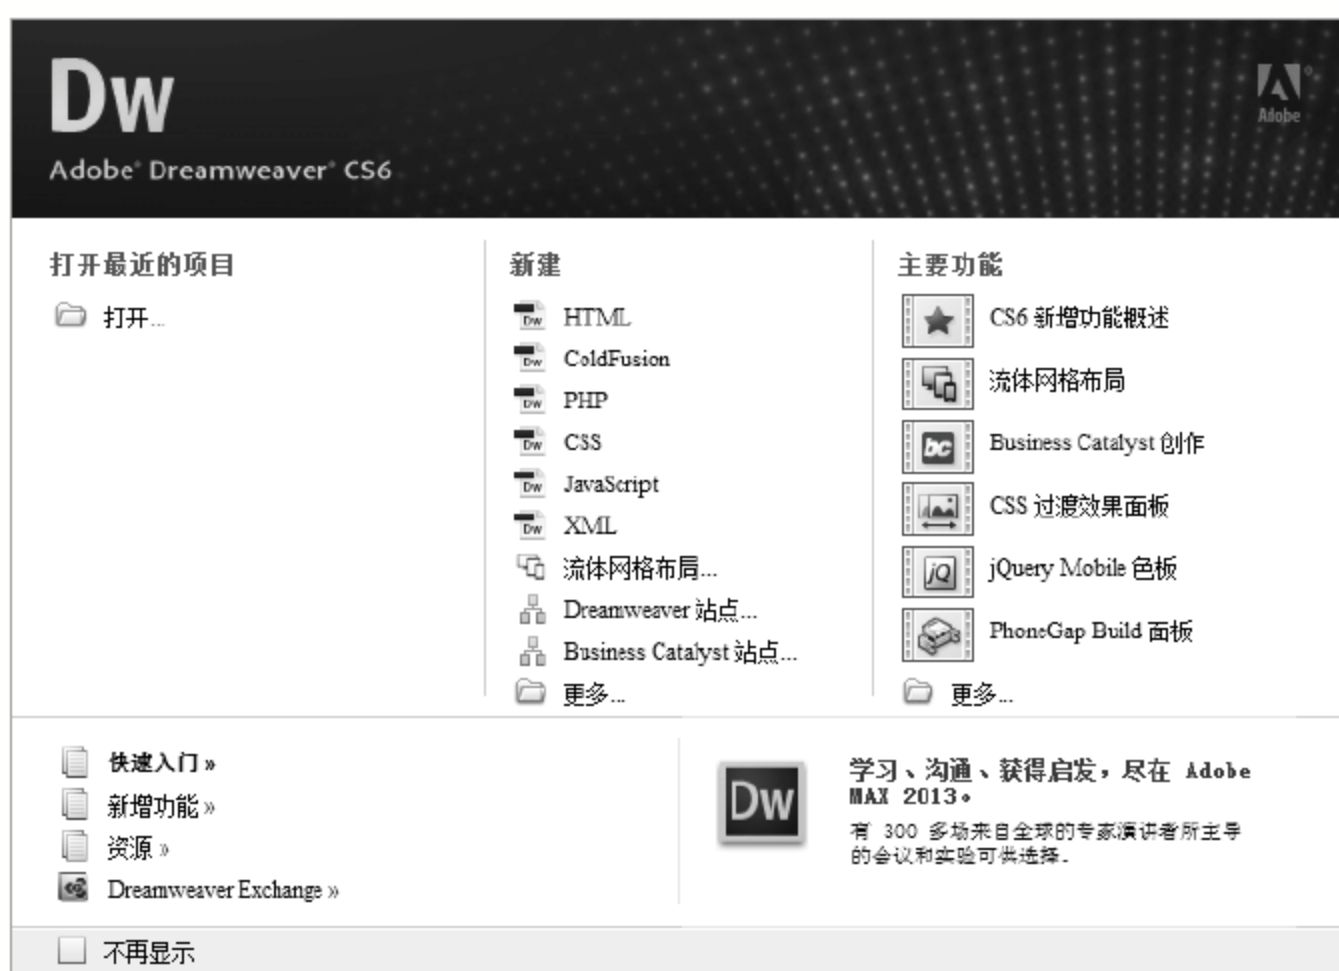 Dw
Adobe
Adobe® Dreamweaver® CS6
打开最近的项目
打开...
新建
HTML
ColdFusion
PHP
CSS
JavaScript
XML
流体网格布局...
Dreamweaver 站点...
Business Catalyst 站点...
更多...
主要功能
CS6 新增功能概述
流体网格布局
bc
Business Catalyst 创作
CSS 过渡效果面板
jQ
jQuery Mobile 色板
PhoneGap Build 面板
更多...
快速入门 »
新增功能 »
资源 »
Dreamweaver Exchange »
Dw
学习、沟通、获得启发，尽在 Adobe
MAX 2013。
有 300 多场来自全球的专家演讲者所主导
的会议和实验可供选择.
不再显示